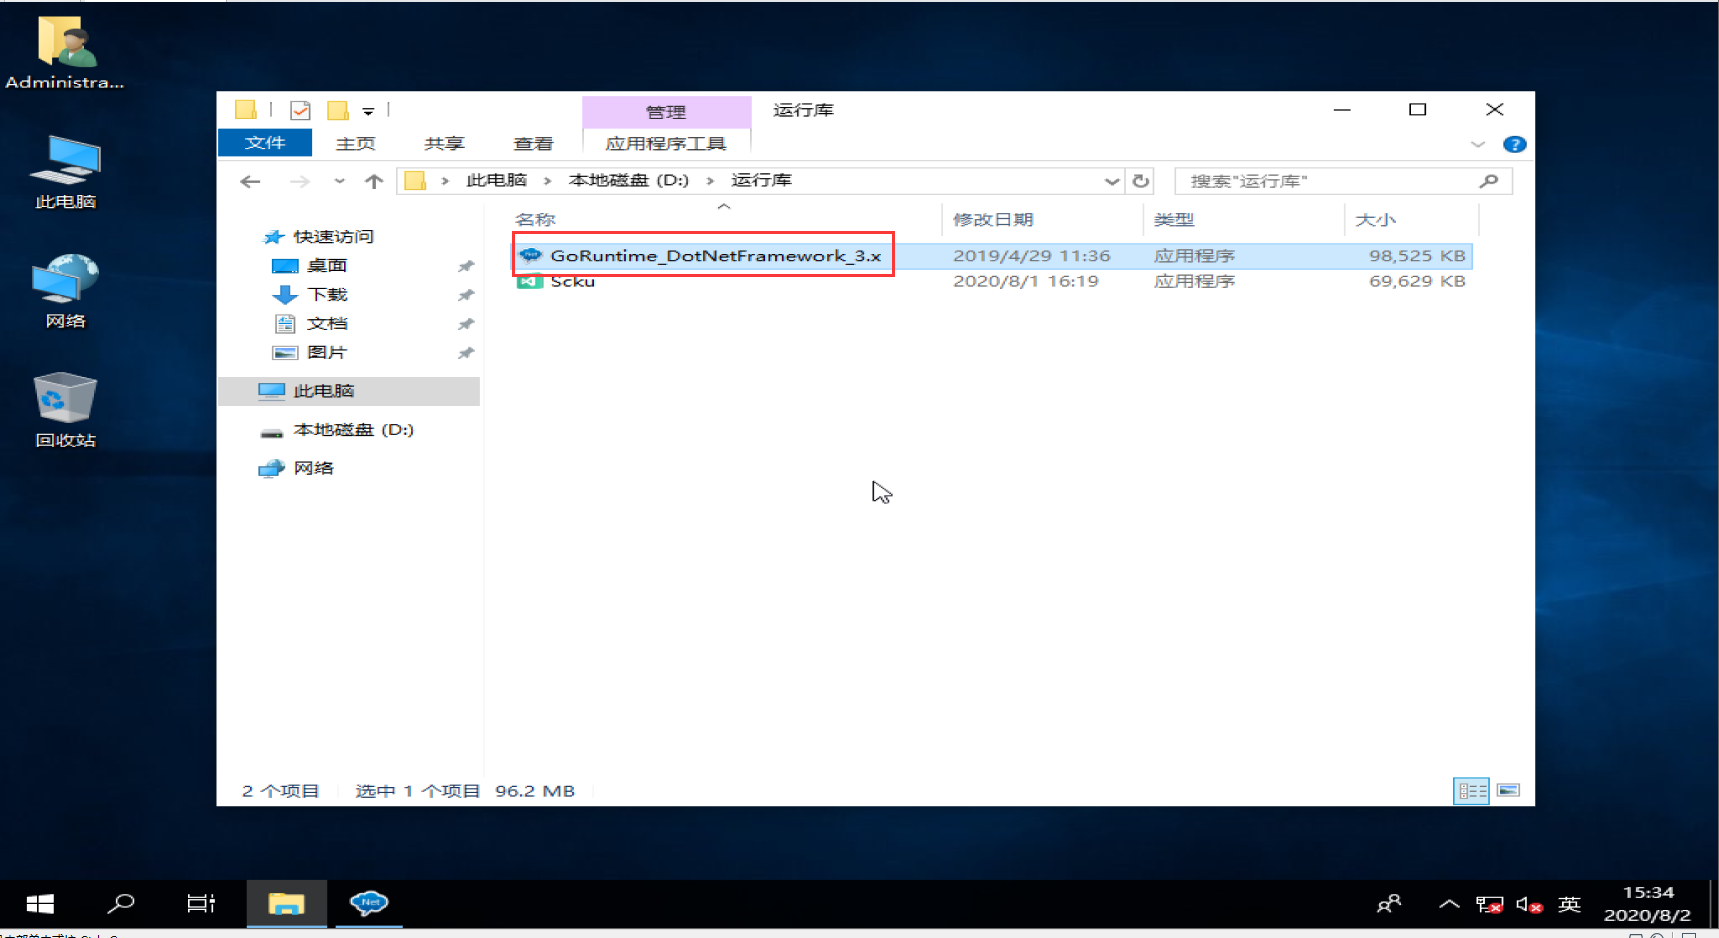 Administra...
此电脑
网络
回收站
管理
运行库
文件
主页
共享
查看
应用程序工具
此电脑
本地磁盘 (D:)
运行库
搜索"运行库"
名称
修改日期
类型
大小
GoRuntime_DotNetFramework_3.x
2019/4/29 11:36
应用程序
98,525 KB
Scku
2020/8/1 16:19
应用程序
69,629 KB
快速访问
桌面
下载
文档
图片
此电脑
本地磁盘 (D:)
网络
2 个项目
选中 1 个项目 96.2 MB
.Net
英
15:34
2020/8/2